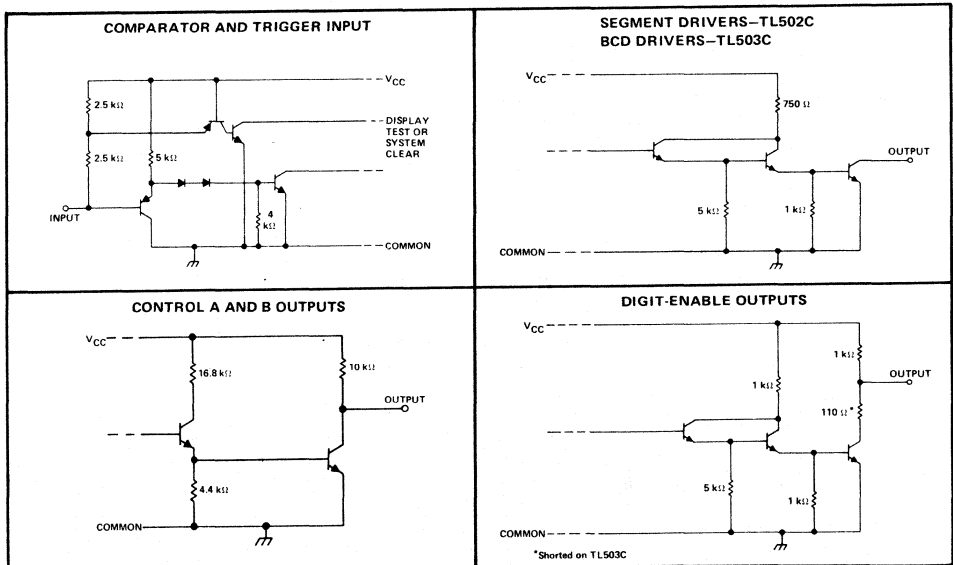 COMPARATOR AND TRIGGER INPUT
VCC
2.5 kΩ
DISPLAY
TEST OR
SYSTEM
CLEAR
2.5 kΩ
5 kΩ
INPUT
4
kΩ
COMMON
SEGMENT DRIVERS–TL502C
BCD DRIVERS–TL503C
VCC
750 Ω
OUTPUT
5 kΩ
1 kΩ
COMMON
CONTROL A AND B OUTPUTS
VCC
16.8 kΩ
10 kΩ
OUTPUT
4.4 kΩ
COMMON
DIGIT-ENABLE OUTPUTS
VCC
1 kΩ
OUTPUT
1 kΩ
110 Ω*
5 kΩ
1 kΩ
COMMON
*Shorted on TL503C